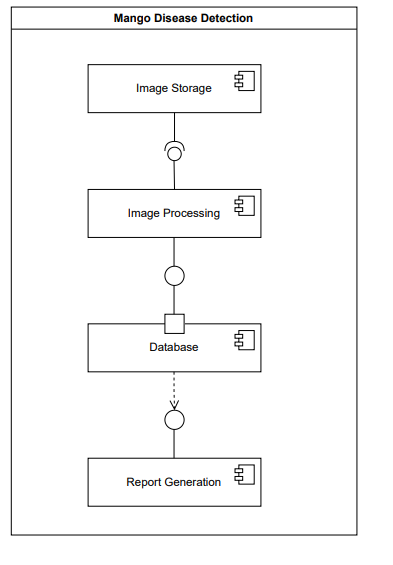 Mango Disease Detection
Image Storage
Image Processing
Database
Report Generation